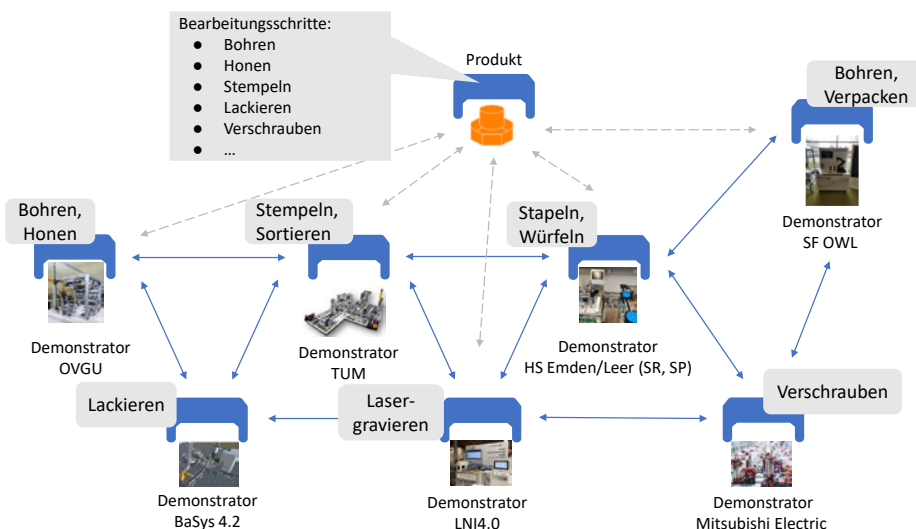 Bearbeitungsschritte:
● Bohren
● Honen
● Stempeln
● Lackieren
● Verschrauben
● ...
Produkt
Bohren,
Verpacken
Demonstrator
SF OWL
Bohren,
Honen
Demonstrator
OVGU
Stempeln,
Sortieren
Demonstrator
TUM
Stapeln,
Würfeln
Demonstrator
HS Emden/Leer (SR, SP)
Lackieren
Demonstrator
BaSys 4.2
Laser-
gravieren
Demonstrator
LNI4.0
Verschrauben
Demonstrator
Mitsubishi Electric